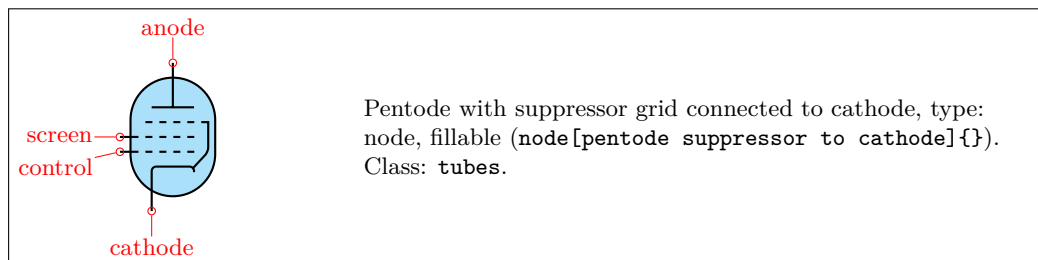 anode
screen
control
cathode
Pentode with suppressor grid connected to cathode, type:
node, fillable (node[pentode suppressor to cathode]{}).
Class: tubes.